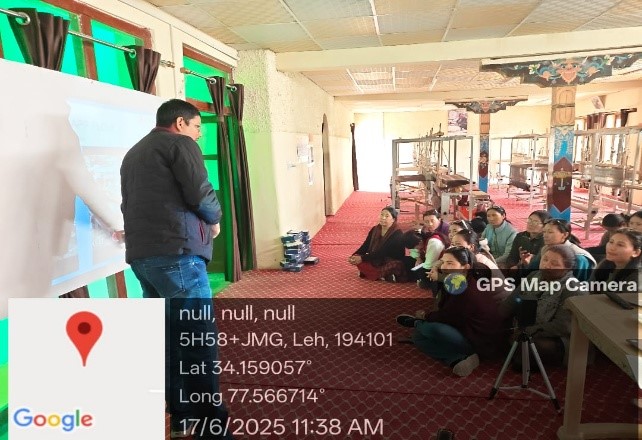 GPS Map Camera
null, null, null
5H58+JMG, Leh, 194101
Lat 34.159057°
Long 77.566714°
17/6/2025 11:38 AM
Google